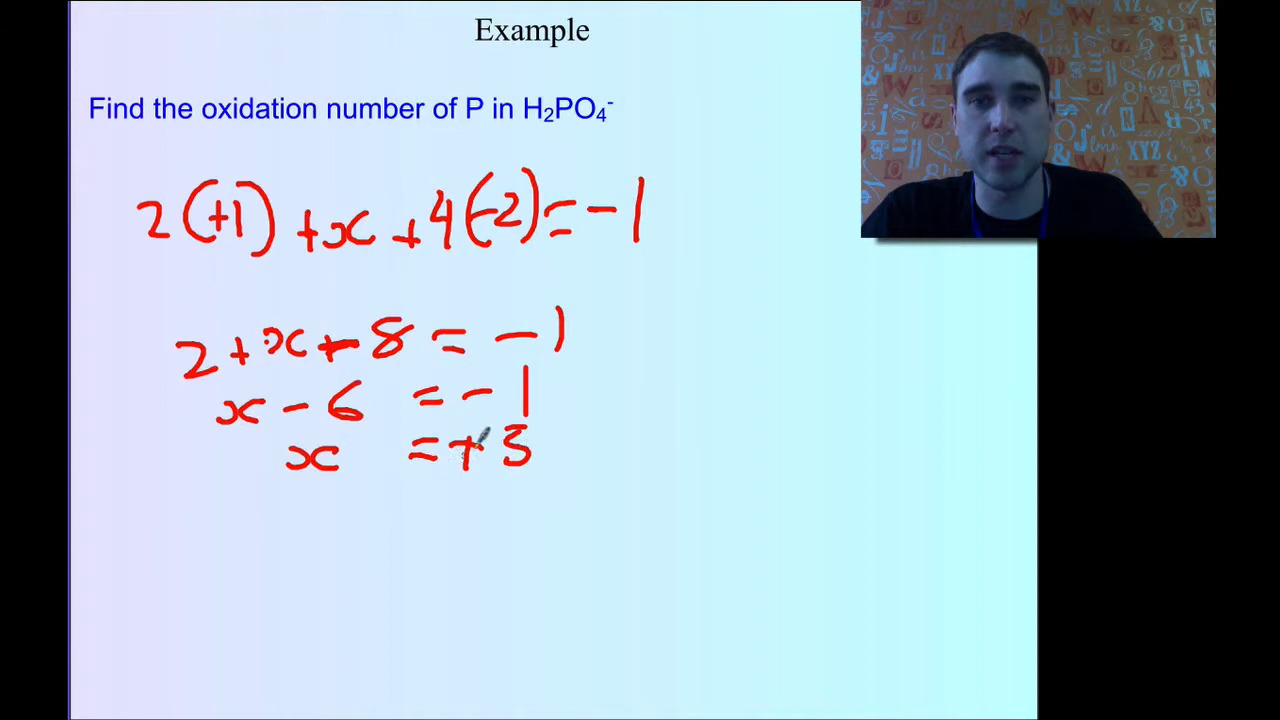 Example
Find the oxidation number of P in H₂PO₄⁻
2(+1) +x +4(-2) = -1
2 +x - 8 = -1
x - 6 = -1
x = +5